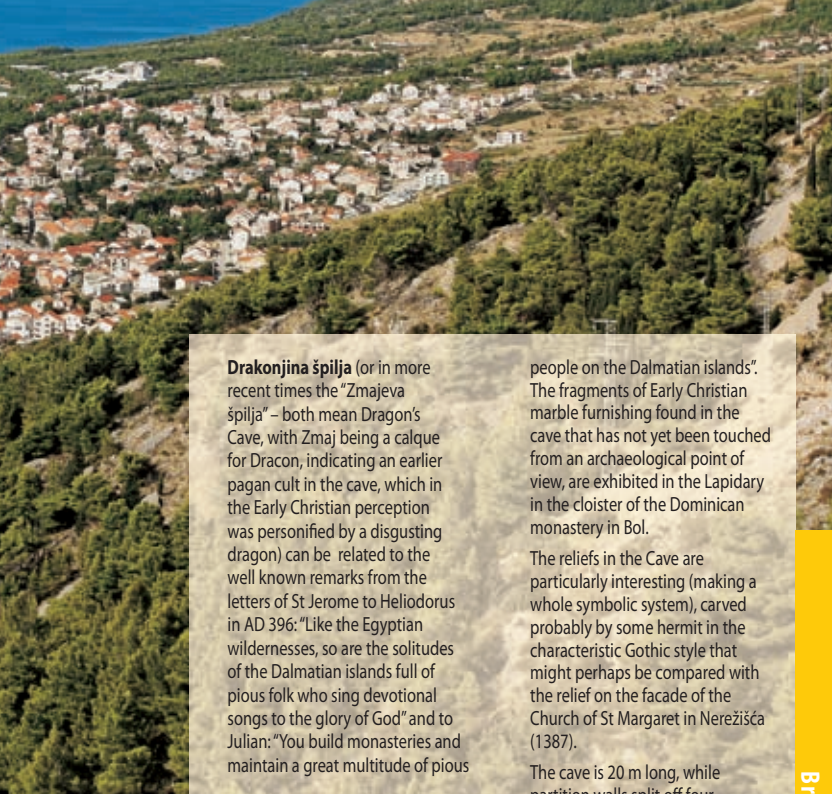 Drakonjina špilja (or in more
recent times the “Zmajeva
špilja” – both mean Dragon’s
Cave, with Zmaj being a calque
for Dracon, indicating an earlier
pagan cult in the cave, which in
the Early Christian perception
was personified by a disgusting
dragon) can be  related to the
well known remarks from the
letters of St Jerome to Heliodorus
in AD 396: “Like the Egyptian
wildernesses, so are the solitudes
of the Dalmatian islands full of
pious folk who sing devotional
songs to the glory of God” and to
Julian: “You build monasteries and
maintain a great multitude of pious
people on the Dalmatian islands”.
The fragments of Early Christian
marble furnishing found in the
cave that has not yet been touched
from an archaeological point of
view, are exhibited in the Lapidary
in the cloister of the Dominican
monastery in Bol.
The reliefs in the Cave are
particularly interesting (making a
whole symbolic system), carved
probably by some hermit in the
characteristic Gothic style that
might perhaps be compared with
the relief on the facade of the
Church of St Margaret in Nerežišća
(1387).
The cave is 20 m long, while
partition walls split off four
Br